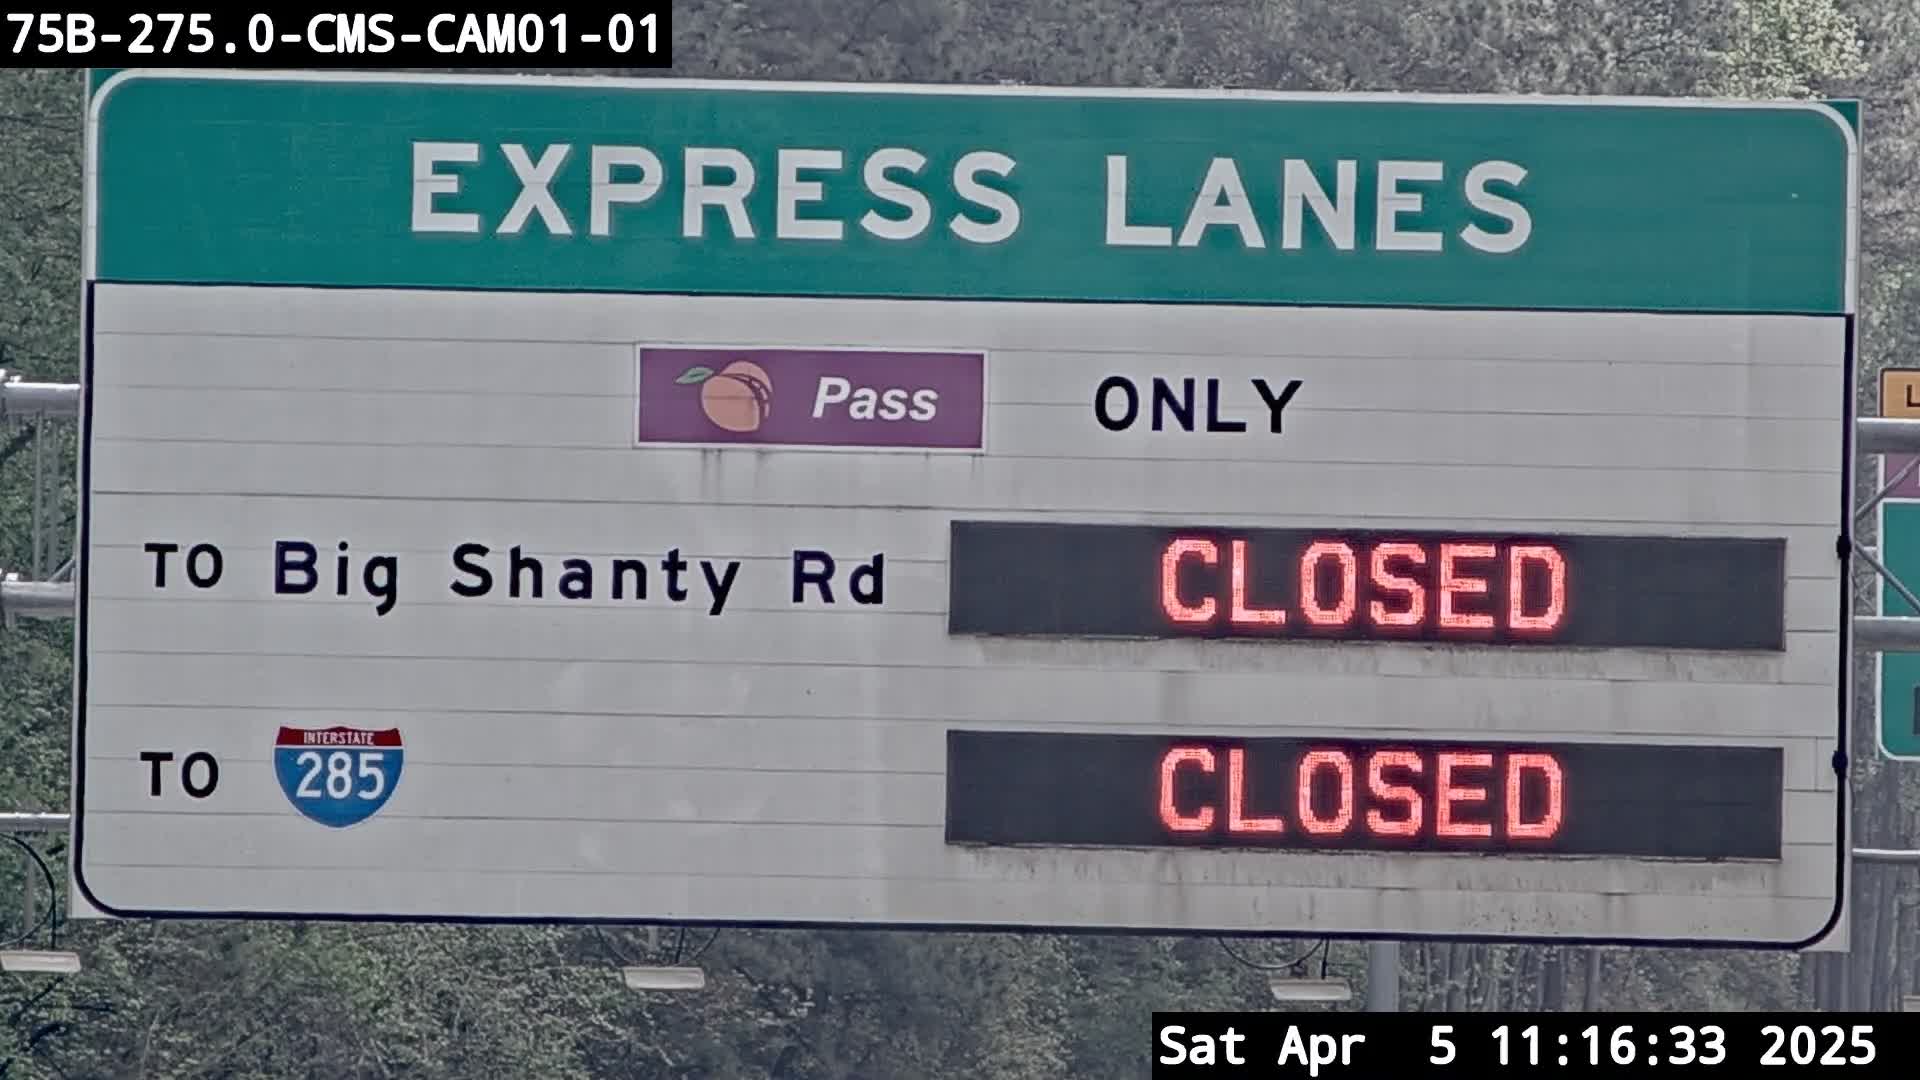 75B-275.0-CMS-CAM01-01
EXPRESS LANES
Pass ONLY
TO Big Shanty Rd CLOSED
TO INTERSTATE 285 CLOSED
Sat Apr 5 11:16:33 2025